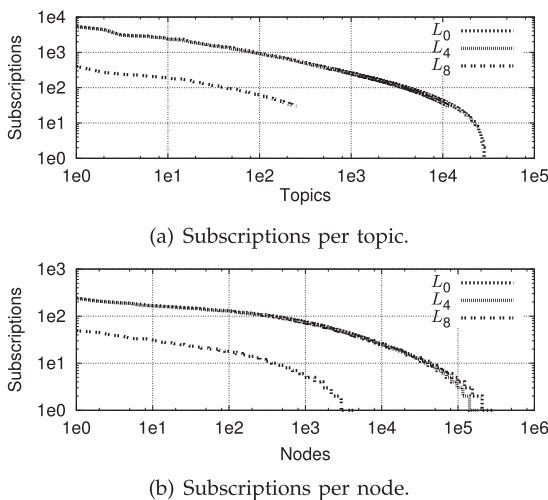 1e4
1e3
1e2
1e1
1e0
Subscriptions
L0
L4
L8
1e0 1e1 1e2 1e3 1e4 1e5
Topics
(a) Subscriptions per topic.
1e3
1e2
1e1
1e0
Subscriptions
L0
L4
L8
1e0 1e1 1e2 1e3 1e4 1e5 1e6
Nodes
(b) Subscriptions per node.